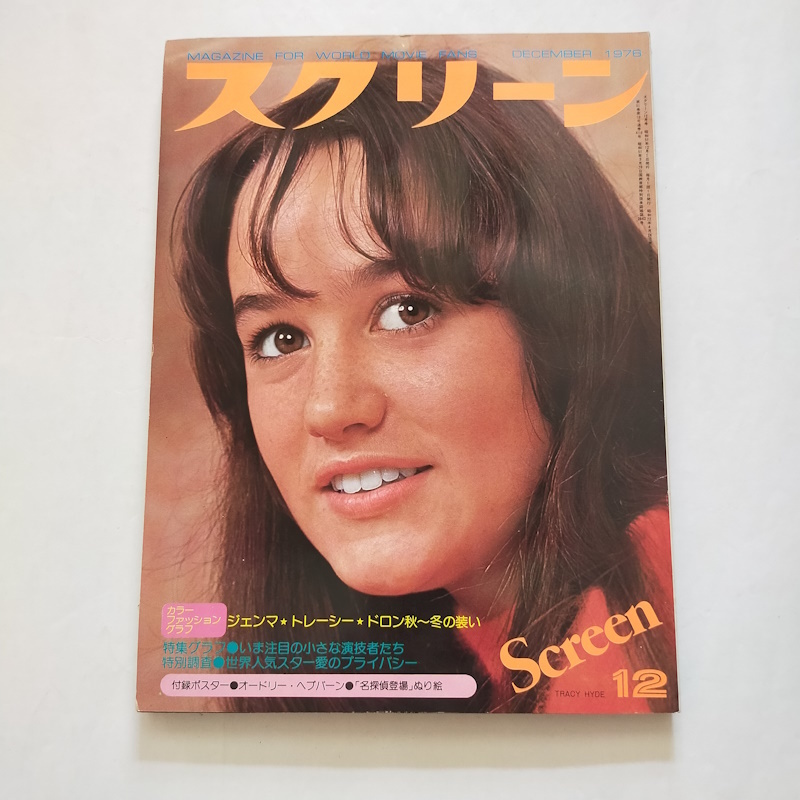 MAGAZINE FOR WORLD MOVIE FANS DECEMBER 1976
スクリーン
カラー
ファッション
グラフ
ジェンマ★トレーシー★ドロン秋〜冬の装い
特集グラフ●いま注目の小さな演技者たち
特別調査●世界人気スター愛のプライバシー
付録ポスター●オードリー・ヘプバーン●「名探偵登場」ぬり絵
Screen
TRACY HYDE
12